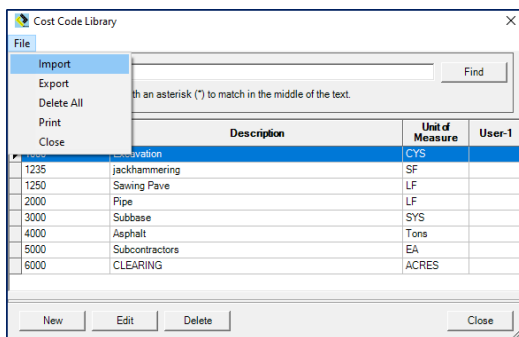 Cost Code Library
File
Import
Find
Export
th an asterisk (*) to match in the middle of the text.
Delete All
Print
Close
Description Unit of Measure User-1
Excavation CYS
1235 jackhammering SF
1250 Sawing Pave LF
2000 Pipe LF
3000 Subbase SYS
4000 Asphalt Tons
5000 Subcontractors EA
6000 CLEARING ACRES
New Edit Delete Close